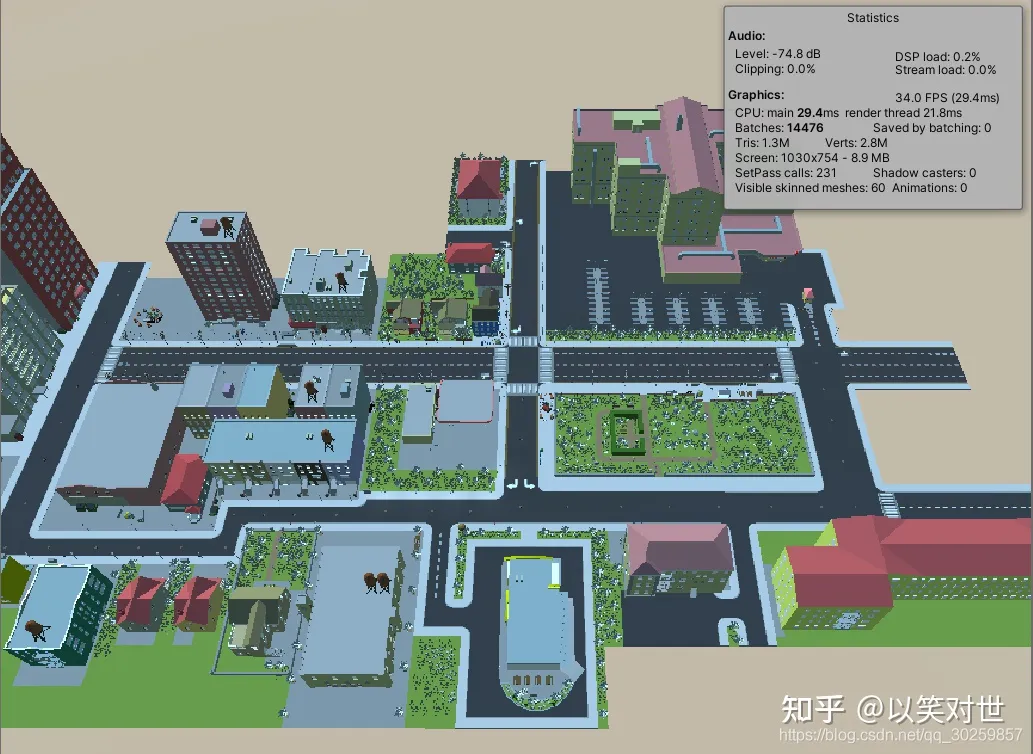 Statistics
Audio:
Level: -74.8 dB DSP load: 0.2%
Clipping: 0.0% Stream load: 0.0%
Graphics: 34.0 FPS (29.4ms)
CPU: main 29.4ms render thread 21.8ms
Batches: 14476 Saved by batching: 0
Tris: 1.3M Verts: 2.8M
Screen: 1030x754 - 8.9 MB
SetPass calls: 231 Shadow casters: 0
Visible skinned meshes: 60 Animations: 0
知乎 @以笑对世
https://blog.csdn.net/qq_30259857